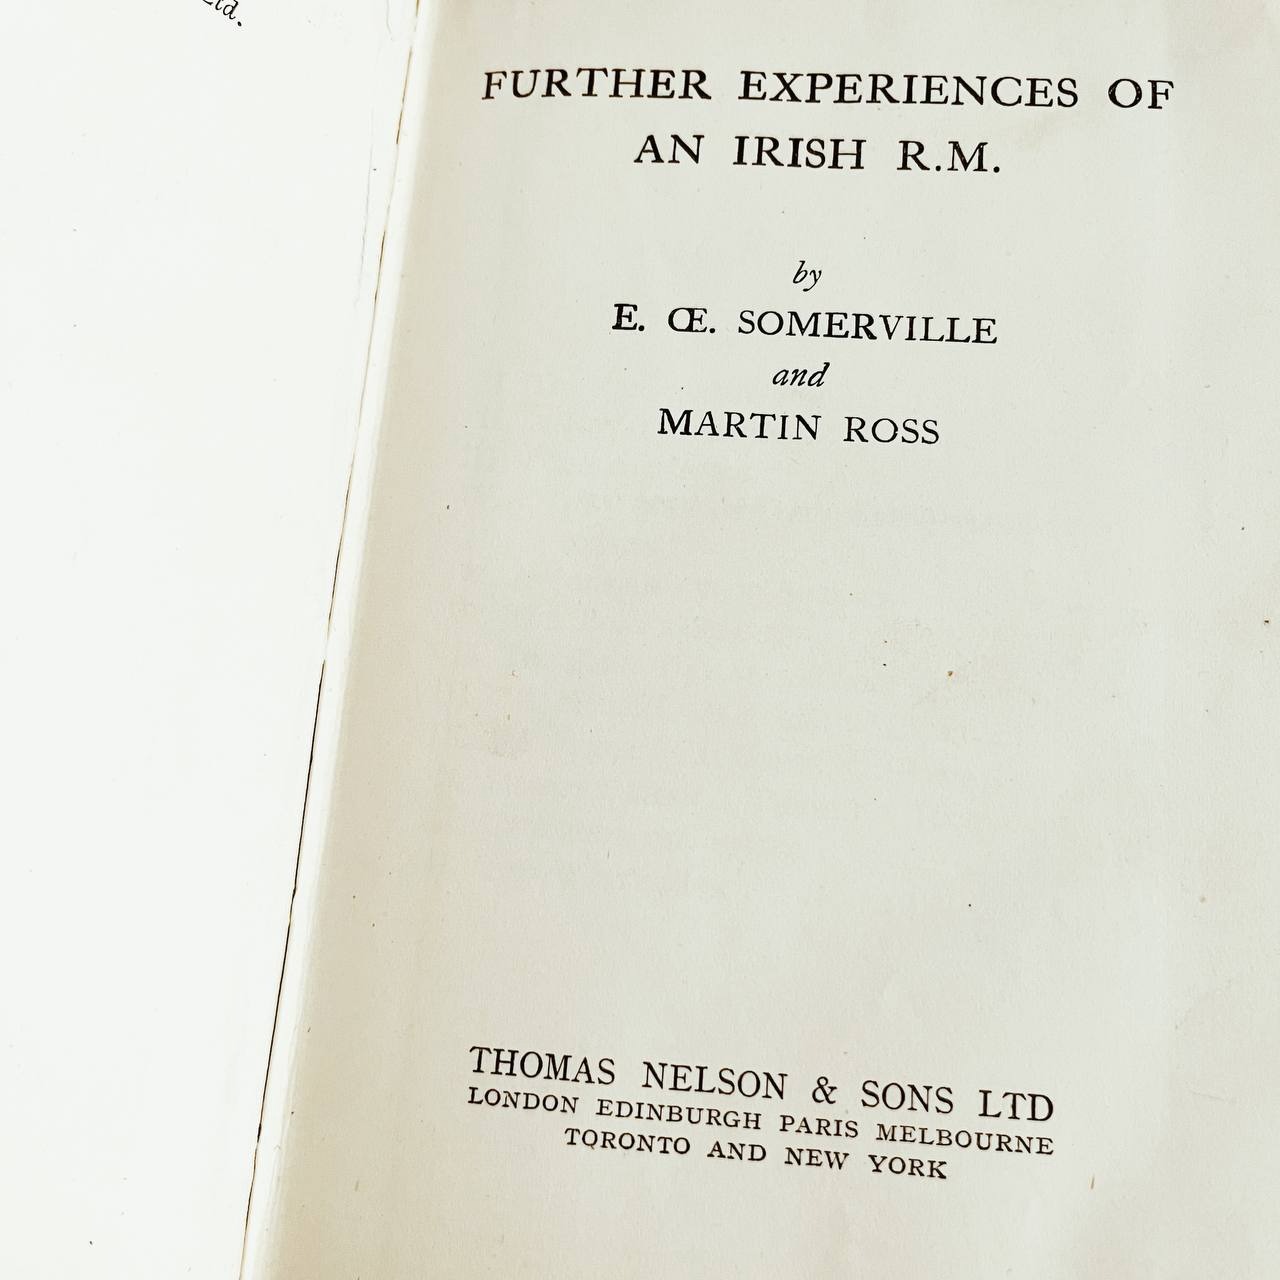 Ltd.
FURTHER EXPERIENCES OF
AN IRISH R.M.
by
E. Œ. SOMERVILLE
and
MARTIN ROSS
THOMAS NELSON & SONS LTD
LONDON EDINBURGH PARIS MELBOURNE
TORONTO AND NEW YORK